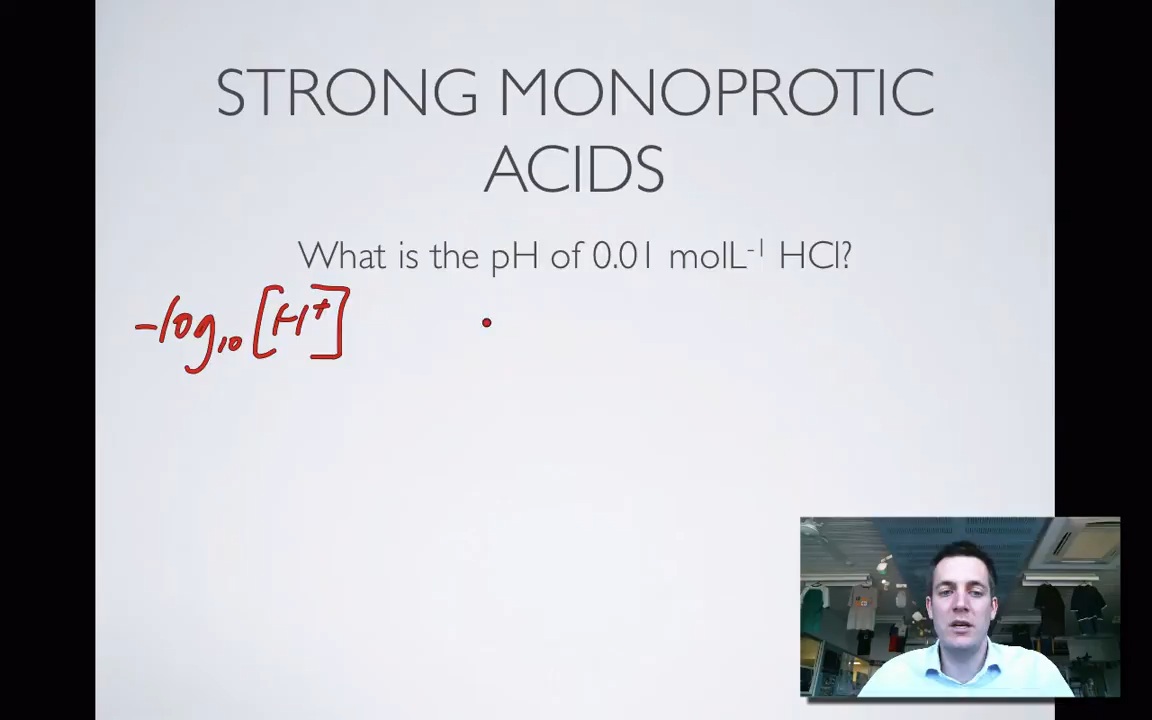 STRONG MONOPROTIC
ACIDS
What is the pH of 0.01 molL⁻¹ HCl?
-log₁₀ [H⁺]